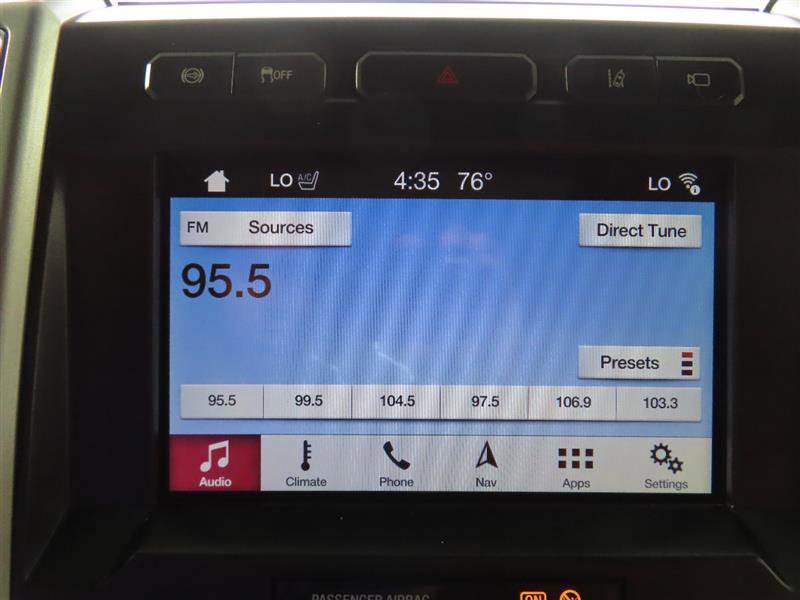 OFF
LO A/C 4:35 76° LO
FM Sources Direct Tune
95.5
Presets
95.5 99.5 104.5 97.5 106.9 103.3
Audio Climate Phone Nav Apps Settings
PASSENGER AIRBAG ON